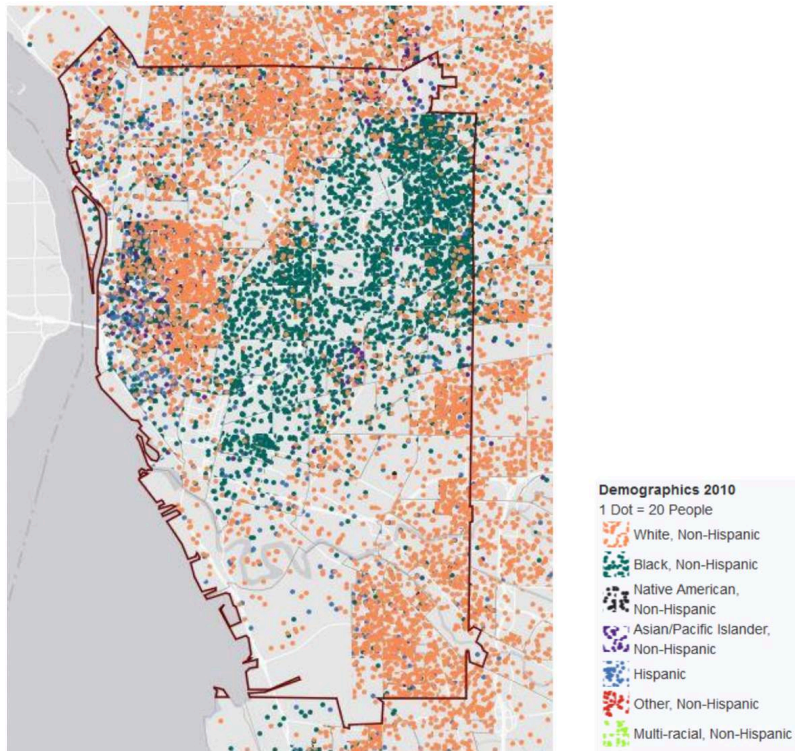 Demographics 2010
1 Dot = 20 People
White, Non-Hispanic
Black, Non-Hispanic
Native American,
Non-Hispanic
Asian/Pacific Islander,
Non-Hispanic
Hispanic
Other, Non-Hispanic
Multi-racial, Non-Hispanic